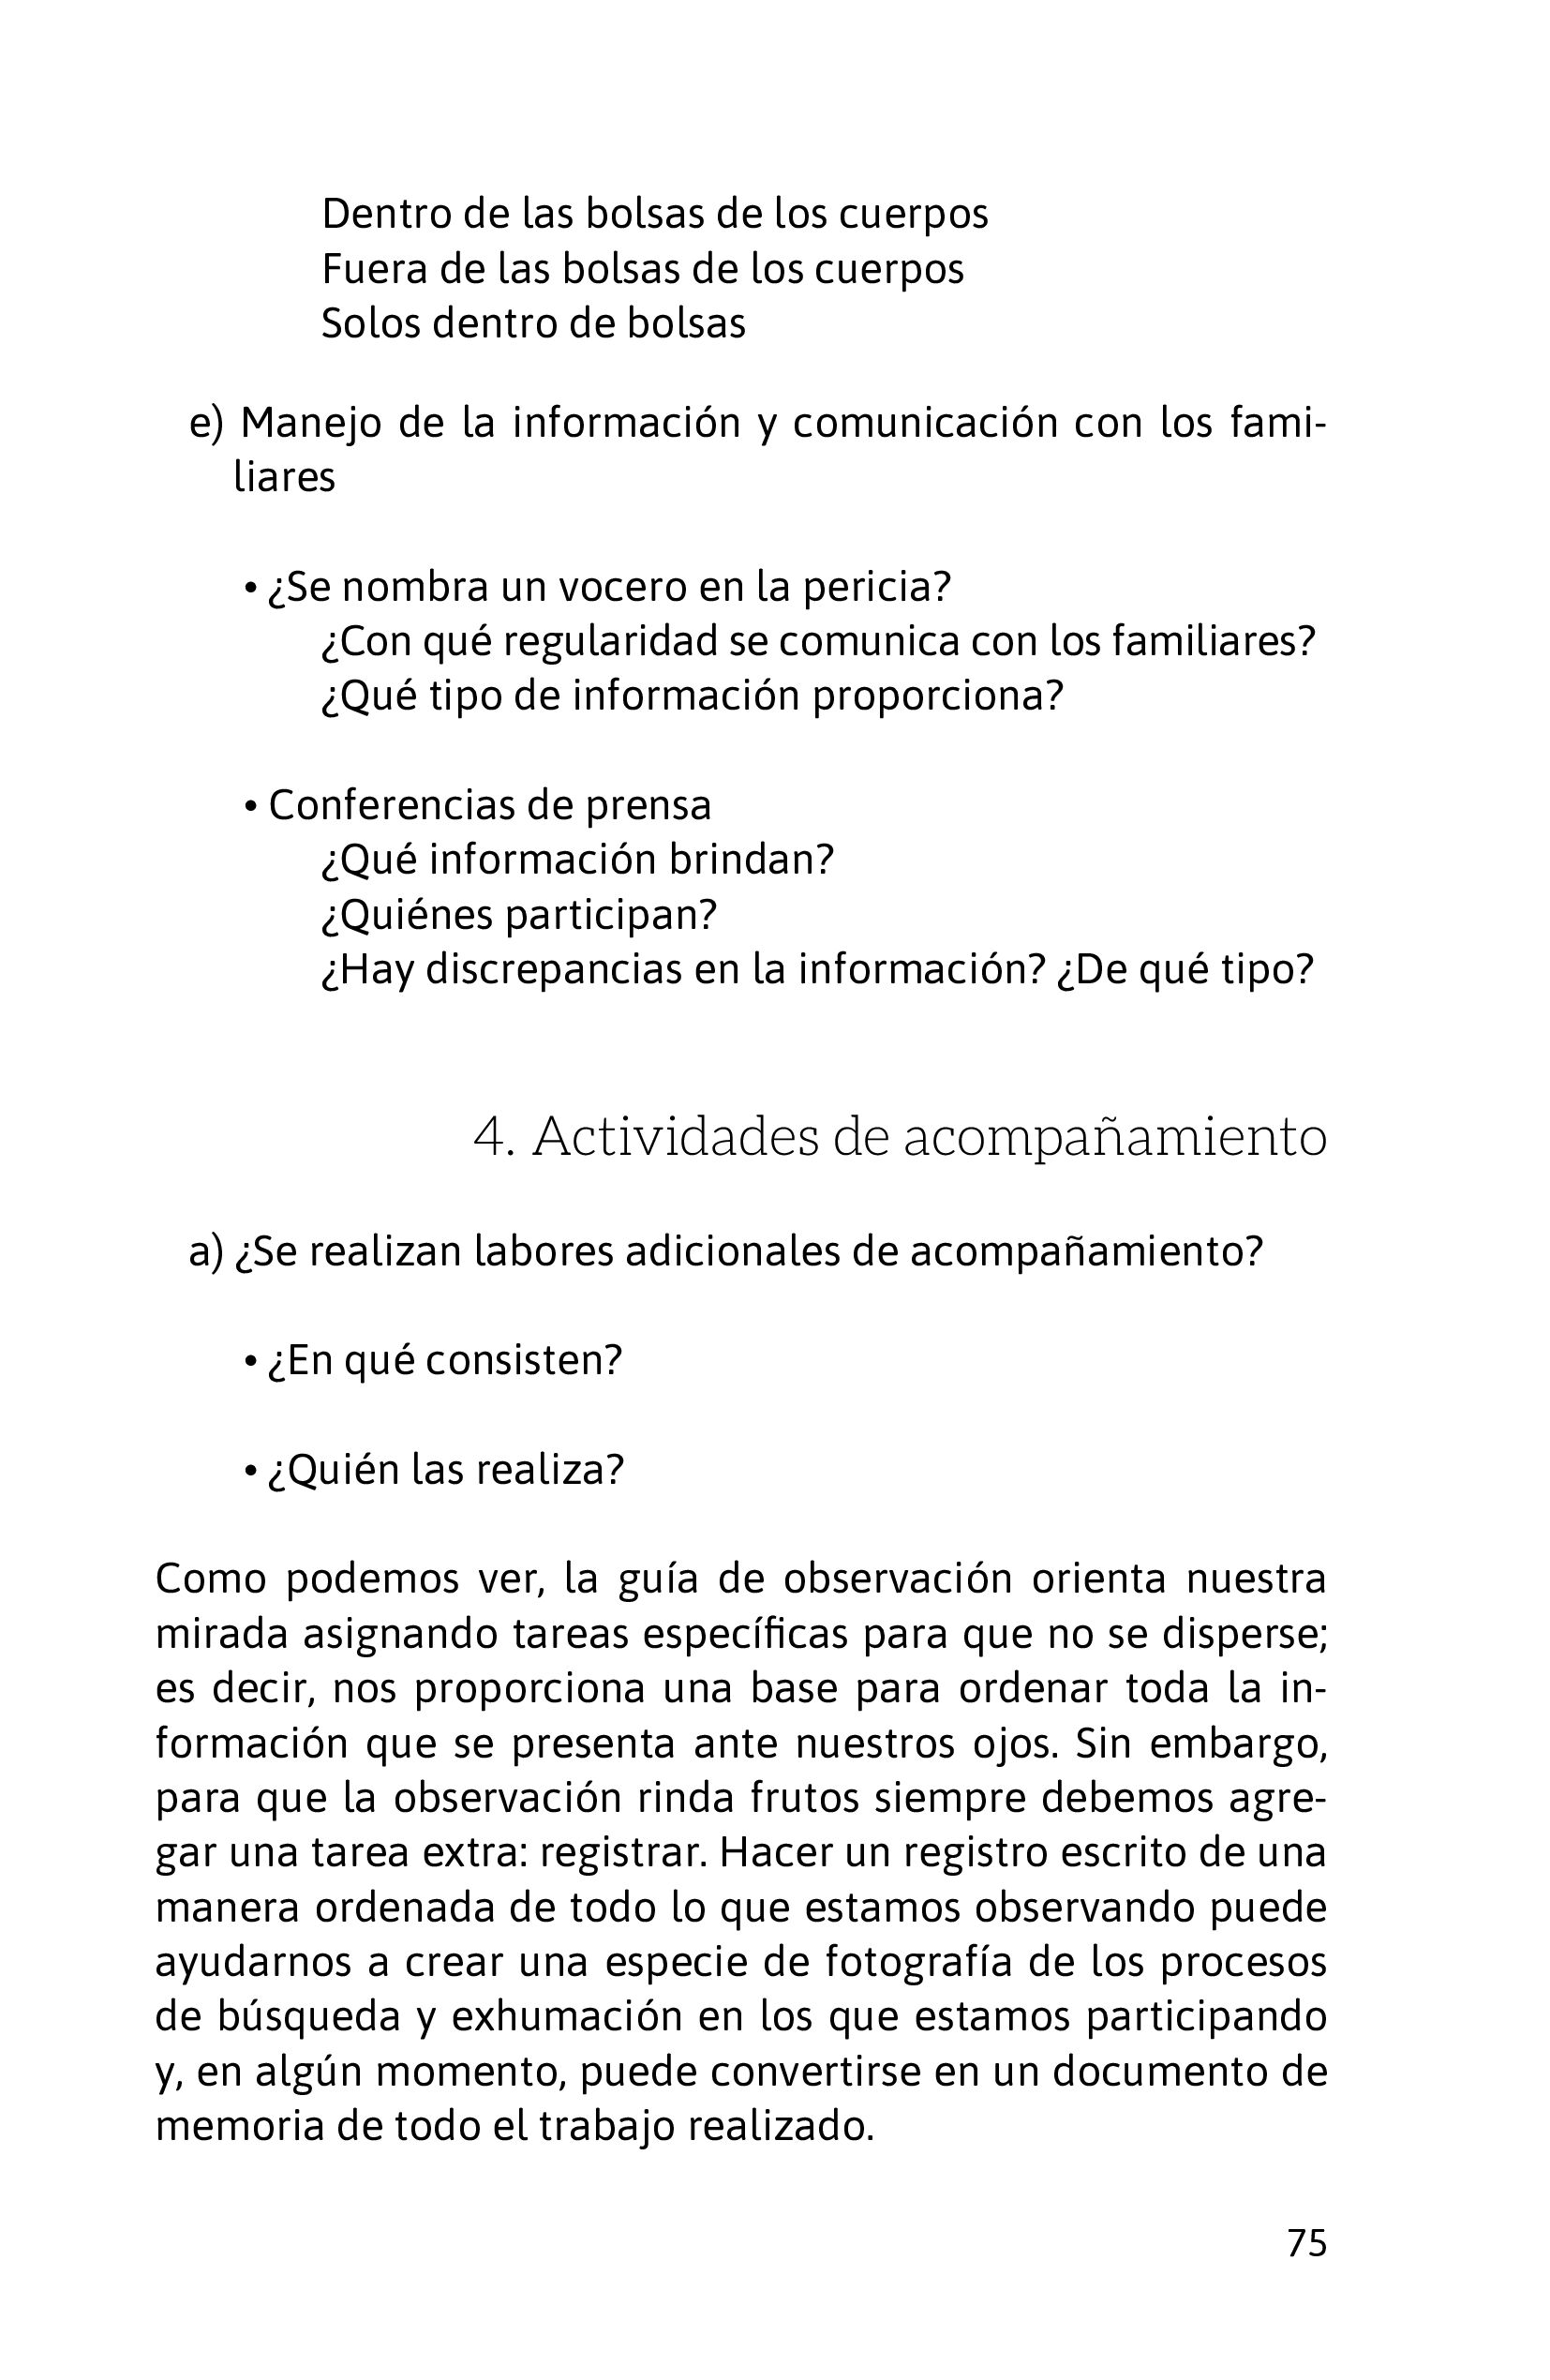 Dentro de las bolsas de los cuerpos
Fuera de las bolsas de los cuerpos
Solos dentro de bolsas
e) Manejo de la información y comunicación con los fami-
liares
• ¿Se nombra un vocero en la pericia?
¿Con qué regularidad se comunica con los familiares?
¿Qué tipo de información proporciona?
• Conferencias de prensa
¿Qué información brindan?
¿Quiénes participan?
¿Hay discrepancias en la información? ¿De qué tipo?
4. Actividades de acompañamiento
a) ¿Se realizan labores adicionales de acompañamiento?
• ¿En qué consisten?
• ¿Quién las realiza?
Como podemos ver, la guía de observación orienta nuestra
mirada asignando tareas específicas para que no se disperse;
es decir, nos proporciona una base para ordenar toda la in-
formación que se presenta ante nuestros ojos. Sin embargo,
para que la observación rinda frutos siempre debemos agre-
gar una tarea extra: registrar. Hacer un registro escrito de una
manera ordenada de todo lo que estamos observando puede
ayudarnos a crear una especie de fotografía de los procesos
de búsqueda y exhumación en los que estamos participando
y, en algún momento, puede convertirse en un documento de
memoria de todo el trabajo realizado.
75